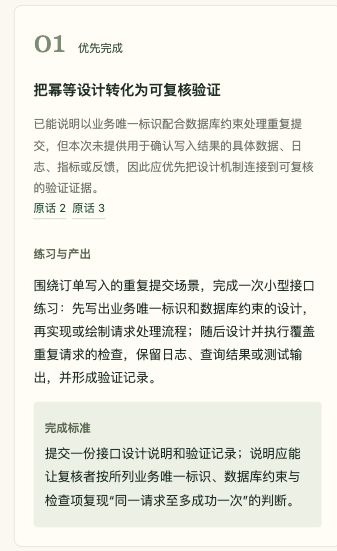 01 优先完成
把幂等设计转化为可复核验证
已能说明以业务唯一标识配合数据库约束处理重复提
交，但本次未提供用于确认写入结果的具体数据、日
志、指标或反馈，因此应优先把设计机制连接到可复核
的验证证据。
原话 2 原话 3
练习与产出
围绕订单写入的重复提交场景，完成一次小型接口
练习：先写出业务唯一标识和数据库约束的设计，
再实现或绘制请求处理流程；随后设计并执行覆盖
重复请求的检查，保留日志、查询结果或测试输
出，并形成验证记录。
完成标准
提交一份接口设计说明和验证记录；说明应能
让复核者按所列业务唯一标识、数据库约束与
检查项复现“同一请求至多成功一次”的判断。